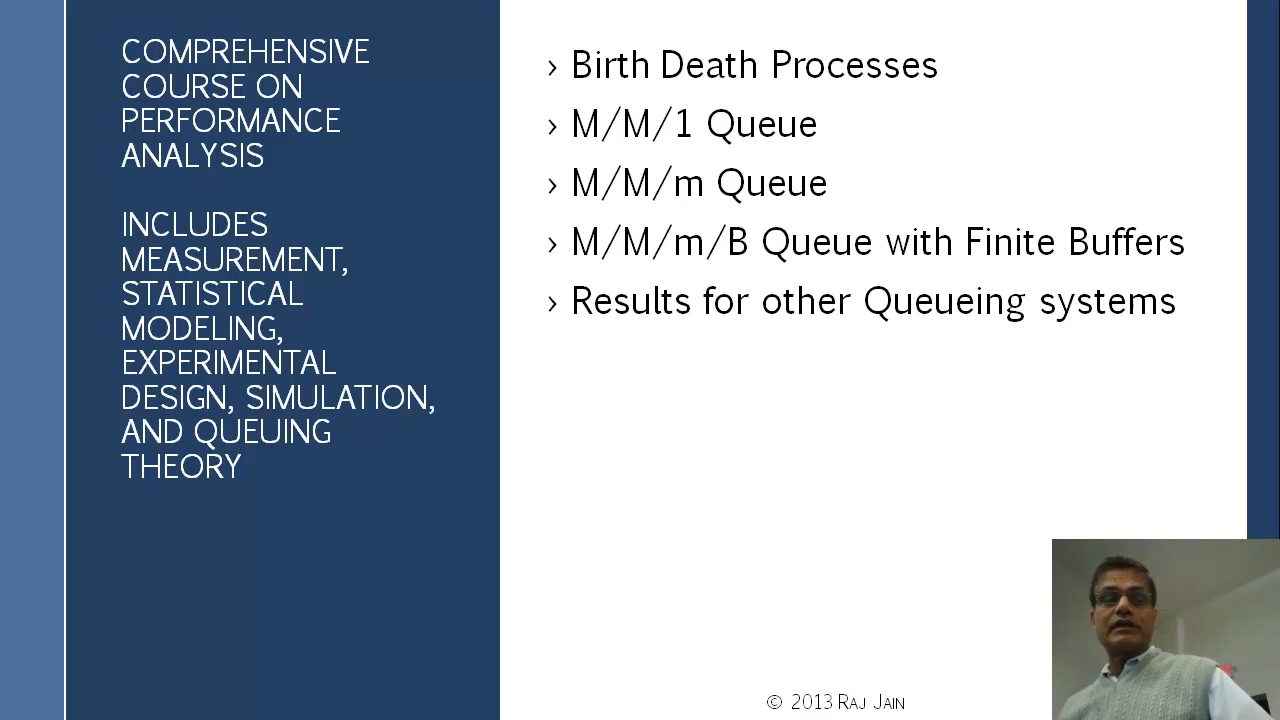 COMPREHENSIVE
COURSE ON
PERFORMANCE
ANALYSIS
INCLUDES
MEASUREMENT,
STATISTICAL
MODELING,
EXPERIMENTAL
DESIGN, SIMULATION,
AND QUEUING
THEORY
› Birth Death Processes
› M/M/1 Queue
› M/M/m Queue
› M/M/m/B Queue with Finite Buffers
› Results for other Queueing systems
© 2013 RAJ JAIN